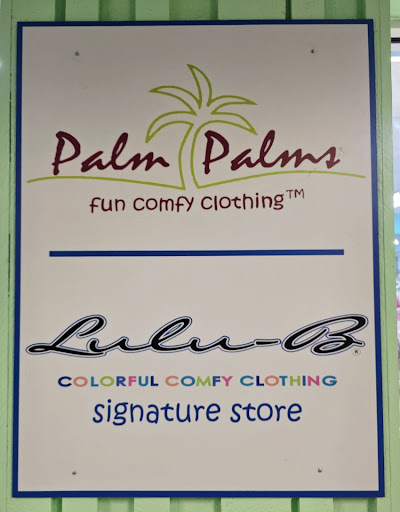 Palm Palms
fun comfy clothing™
Lulu-B®
COLORFUL COMFY CLOTHING
signature store